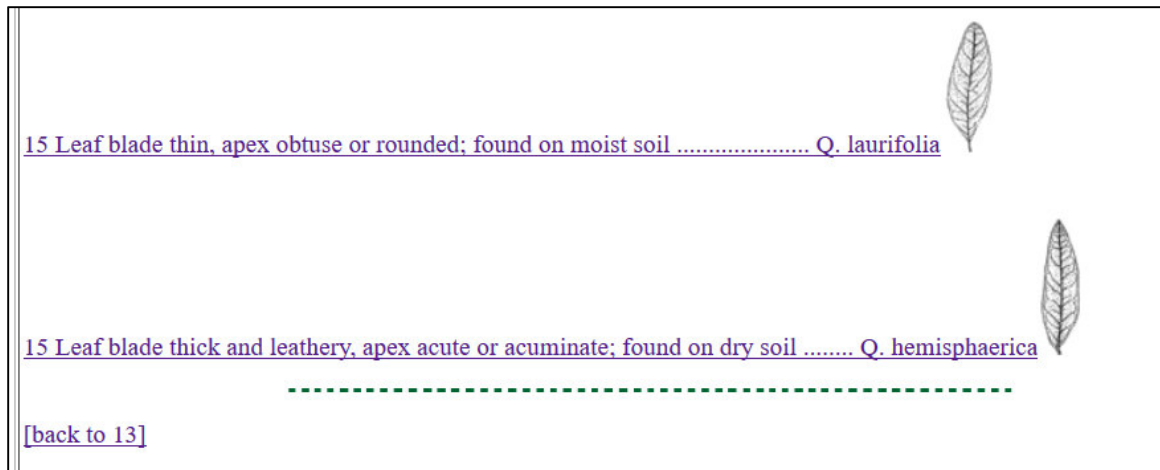 15 Leaf blade thin, apex obtuse or rounded; found on moist soil ..................... Q. laurifolia
15 Leaf blade thick and leathery, apex acute or acuminate; found on dry soil ........ Q. hemisphaerica
[back to 13]